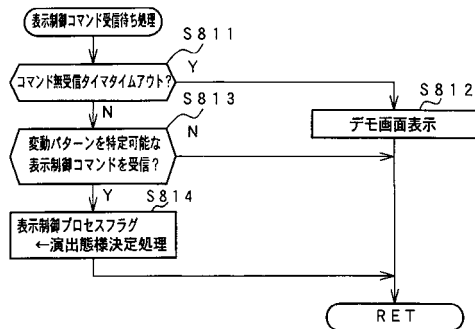 表示制御コマンド受信待ち処理
S811
コマンド無受信タイマタイムアウト?
Y
N
S812
デモ画面表示
S813
変動パターンを特定可能な
表示制御コマンドを受信?
N
Y
S814
表示制御プロセスフラグ
←演出態様決定処理
RET